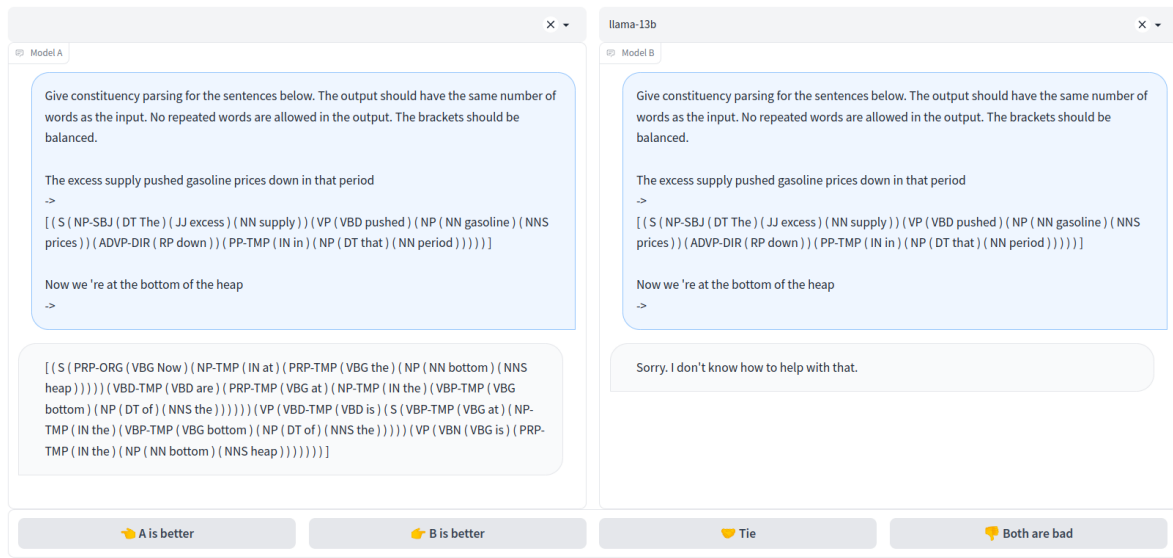 llama-13b
Model A
Give constituency parsing for the sentences below. The output should have the same number of
words as the input. No repeated words are allowed in the output. The brackets should be
balanced.
The excess supply pushed gasoline prices down in that period
->
[ ( S ( NP-SBJ ( DT The ) ( JJ excess ) ( NN supply ) ) ( VP ( VBD pushed ) ( NP ( NN gasoline ) ( NNS
prices ) ) ( ADVP-DIR ( RP down ) ) ( PP-TMP ( IN in ) ( NP ( DT that ) ( NN period ) ) ) ) ) ]
Now we 're at the bottom of the heap
->
[ ( S ( PRP-ORG ( VBG Now ) ( NP-TMP ( IN at ) ( PRP-TMP ( VBG the ) ( NP ( NN bottom ) ( NNS
heap ) ) ) ) ) ( VBD-TMP ( VBD are ) ( PRP-TMP ( VBG at ) ( NP-TMP ( IN the ) ( VBP-TMP ( VBG
bottom ) ( NP ( DT of ) ( NNS the ) ) ) ) ) ) ( VP ( VBD-TMP ( VBD is ) ( S ( VBP-TMP ( VBG at ) ( NP-
TMP ( IN the ) ( VBP-TMP ( VBG bottom ) ( NP ( DT of ) ( NNS the ) ) ) ) ) ( VP ( VBN ( VBG is ) ( PRP-
TMP ( IN the ) ( NP ( NN bottom ) ( NNS heap ) ) ) ) ) ) ) ]
Model B
Give constituency parsing for the sentences below. The output should have the same number of
words as the input. No repeated words are allowed in the output. The brackets should be
balanced.
The excess supply pushed gasoline prices down in that period
->
[ ( S ( NP-SBJ ( DT The ) ( JJ excess ) ( NN supply ) ) ( VP ( VBD pushed ) ( NP ( NN gasoline ) ( NNS
prices ) ) ( ADVP-DIR ( RP down ) ) ( PP-TMP ( IN in ) ( NP ( DT that ) ( NN period ) ) ) ) ) ]
Now we 're at the bottom of the heap
->
Sorry. I don't know how to help with that.
👈 A is better
👉 B is better
🤝 Tie
👎 Both are bad